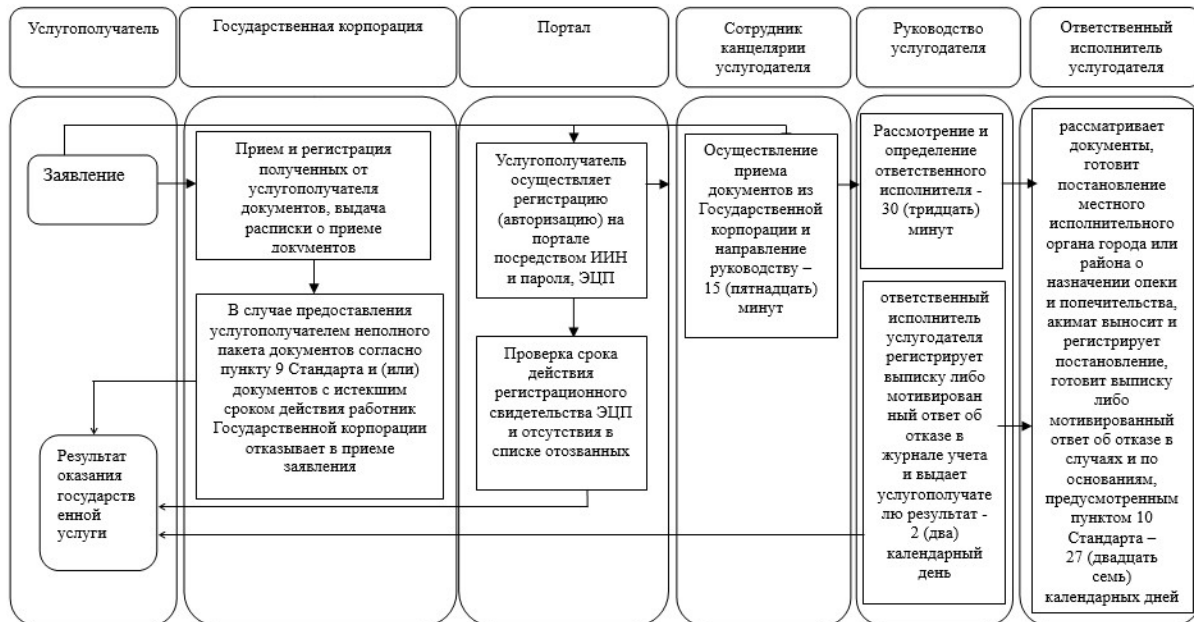 Услугополучатель
Государственная корпорация
Портал
Сотрудник
канцелярии
услугодателя
Руководство
услугодателя
Ответственный
исполнитель
услугодателя
Заявление
Результат
оказания
государств
енной
услуги
Прием и регистрация
полученных от
услугополучателя
документов, выдача
расписки о приеме
документов
В случае предоставления
услугополучателем неполного
пакета документов согласно
пункту 9 Стандарта и (или)
документов с истекшим
сроком действия работник
Государственной корпорации
отказывает в приеме
заявления
Услугополучатель
осуществляет
регистрацию
(авторизацию) на
портале
посредством ИИН
и пароля, ЭЦП
Проверка срока
действия
регистрационного
свидетельства ЭЦП
и отсутствия в
списке отозванных
Осуществление
приема
документов из
Государственной
корпорации и
направление
руководству –
15 (пятнадцать)
минут
Рассмотрение и
определение
ответственного
исполнителя -
30 (тридцать)
минут
ответственный
исполнитель
услугодателя
регистрирует
выписку либо
мотивирован
ный ответ об
отказе в
журнале учета
и выдает
услугополучате
лю результат -
2 (два)
календарный
день
рассматривает
документы,
готовит
постановление
местного
исполнительного
органа города или
района о
назначении опеки
и попечительства,
акимат выносит и
регистрирует
постановление,
готовит выписку
либо
мотивированный
ответ об отказе в
случаях и по
основаниям,
предусмотренным
пунктом 10
Стандарта –
27 (двадцать
семь)
календарных дней